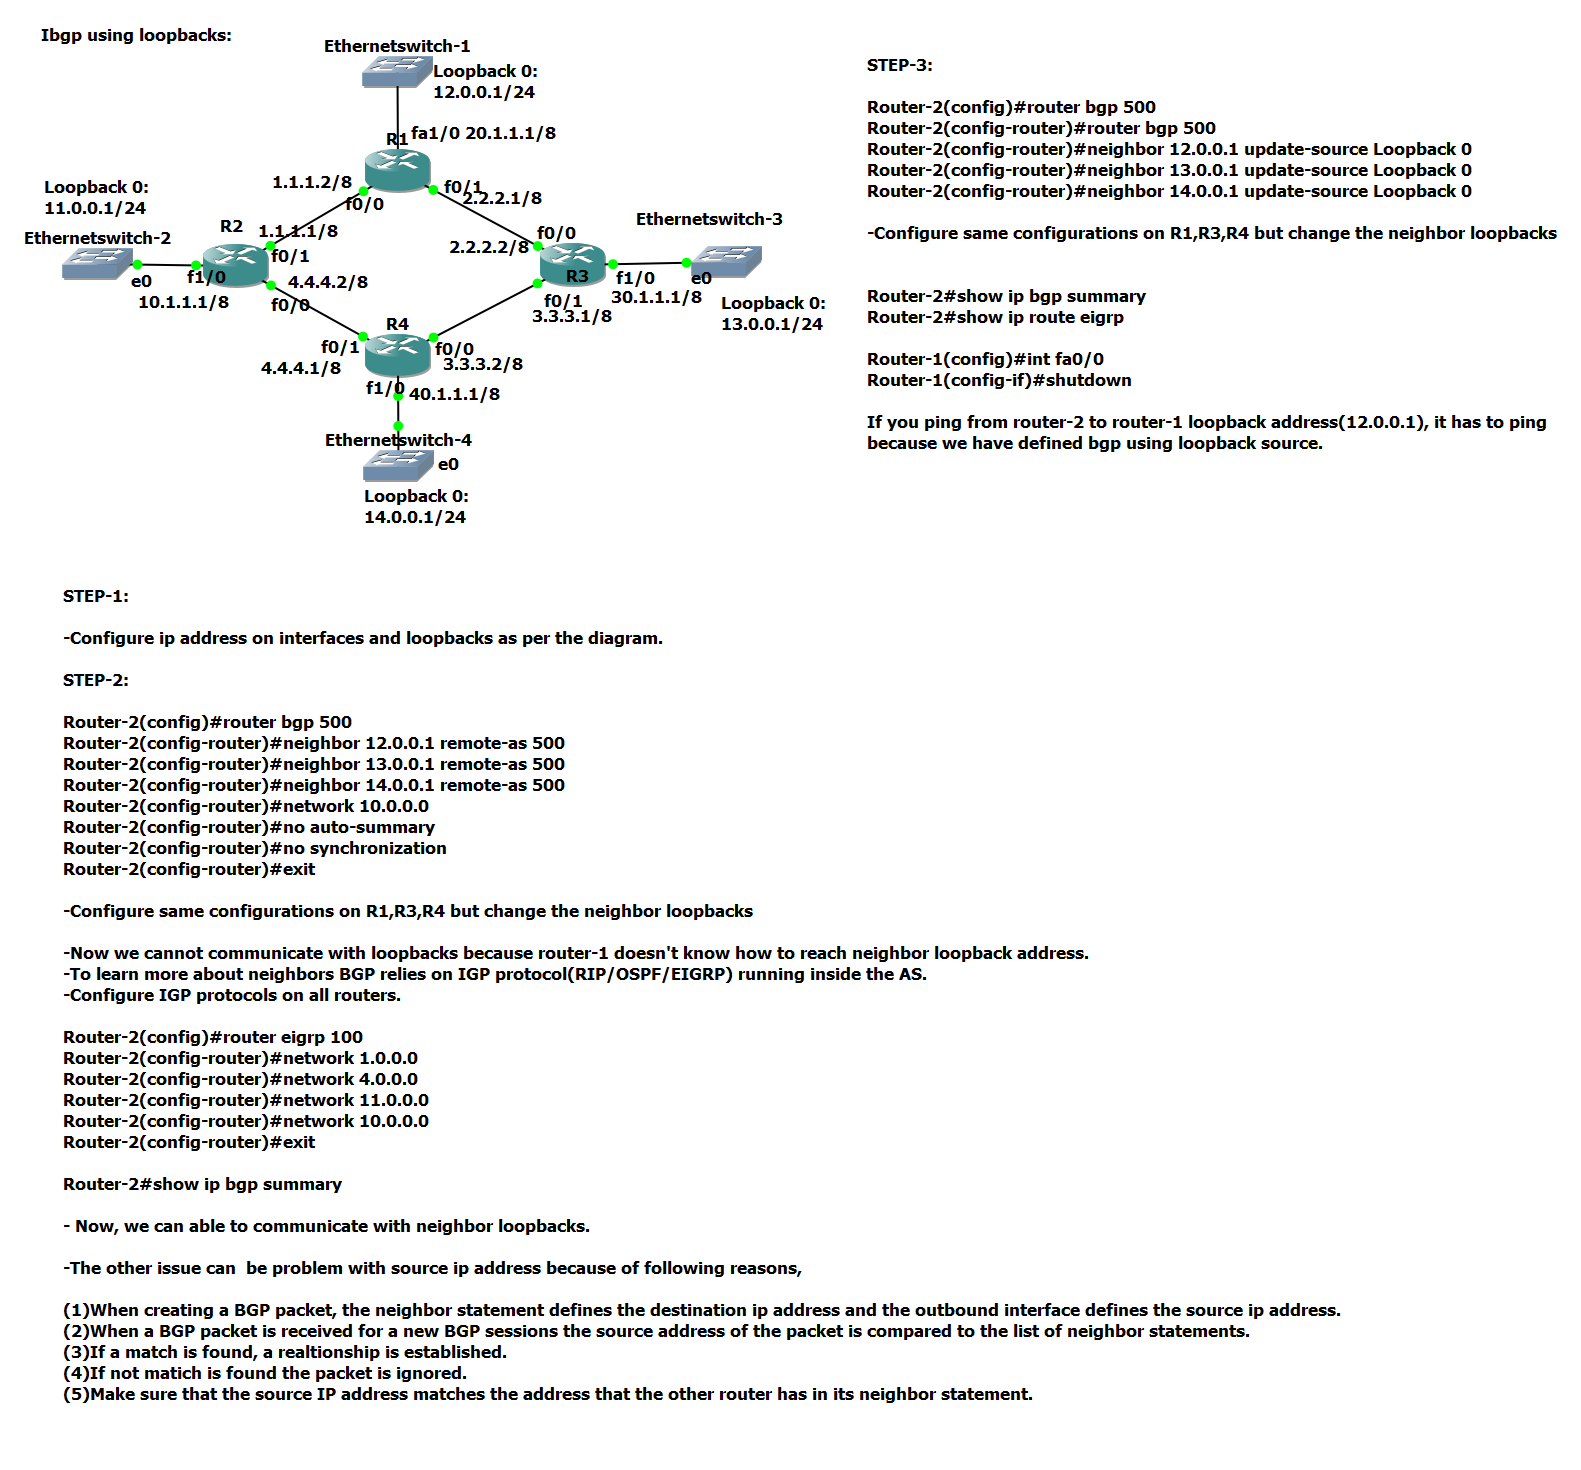 Ibgp using loopbacks:
Ethernetswitch-1
Loopback 0:
12.0.0.1/24
R1
fa1/0 20.1.1.1/8
1.1.1.2/8
f0/0
f0/1
2.2.2.1/8
Loopback 0:
11.0.0.1/24
Ethernetswitch-2
R2
1.1.1.1/8
f0/1
e0
f1/0
10.1.1.1/8
4.4.4.2/8
f0/0
Ethernetswitch-3
f0/0
2.2.2.2/8
R3
f1/0
e0
30.1.1.1/8
f0/1
3.3.3.1/8
Loopback 0:
13.0.0.1/24
R4
f0/1
4.4.4.1/8
f0/0
3.3.3.2/8
f1/0
40.1.1.1/8
Ethernetswitch-4
e0
Loopback 0:
14.0.0.1/24
STEP-1:
-Configure ip address on interfaces and loopbacks as per the diagram.
STEP-2:
Router-2(config)#router bgp 500
Router-2(config-router)#neighbor 12.0.0.1 remote-as 500
Router-2(config-router)#neighbor 13.0.0.1 remote-as 500
Router-2(config-router)#neighbor 14.0.0.1 remote-as 500
Router-2(config-router)#network 10.0.0.0
Router-2(config-router)#no auto-summary
Router-2(config-router)#no synchronization
Router-2(config-router)#exit
-Configure same configurations on R1,R3,R4 but change the neighbor loopbacks
-Now we cannot communicate with loopbacks because router-1 doesn't know how to reach neighbor loopback address.
-To learn more about neighbors BGP relies on IGP protocol(RIP/OSPF/EIGRP) running inside the AS.
-Configure IGP protocols on all routers.
Router-2(config)#router eigrp 100
Router-2(config-router)#network 1.0.0.0
Router-2(config-router)#network 4.0.0.0
Router-2(config-router)#network 11.0.0.0
Router-2(config-router)#network 10.0.0.0
Router-2(config-router)#exit
Router-2#show ip bgp summary
- Now, we can able to communicate with neighbor loopbacks.
-The other issue can  be problem with source ip address because of following reasons,
(1)When creating a BGP packet, the neighbor statement defines the destination ip address and the outbound interface defines the source ip address.
(2)When a BGP packet is received for a new BGP sessions the source address of the packet is compared to the list of neighbor statements.
(3)If a match is found, a realtionship is established.
(4)If not matich is found the packet is ignored.
(5)Make sure that the source IP address matches the address that the other router has in its neighbor statement.
STEP-3:
Router-2(config)#router bgp 500
Router-2(config-router)#router bgp 500
Router-2(config-router)#neighbor 12.0.0.1 update-source Loopback 0
Router-2(config-router)#neighbor 13.0.0.1 update-source Loopback 0
Router-2(config-router)#neighbor 14.0.0.1 update-source Loopback 0
-Configure same configurations on R1,R3,R4 but change the neighbor loopbacks
Router-2#show ip bgp summary
Router-2#show ip route eigrp
Router-1(config)#int fa0/0
Router-1(config-if)#shutdown
If you ping from router-2 to router-1 loopback address(12.0.0.1), it has to ping
because we have defined bgp using loopback source.